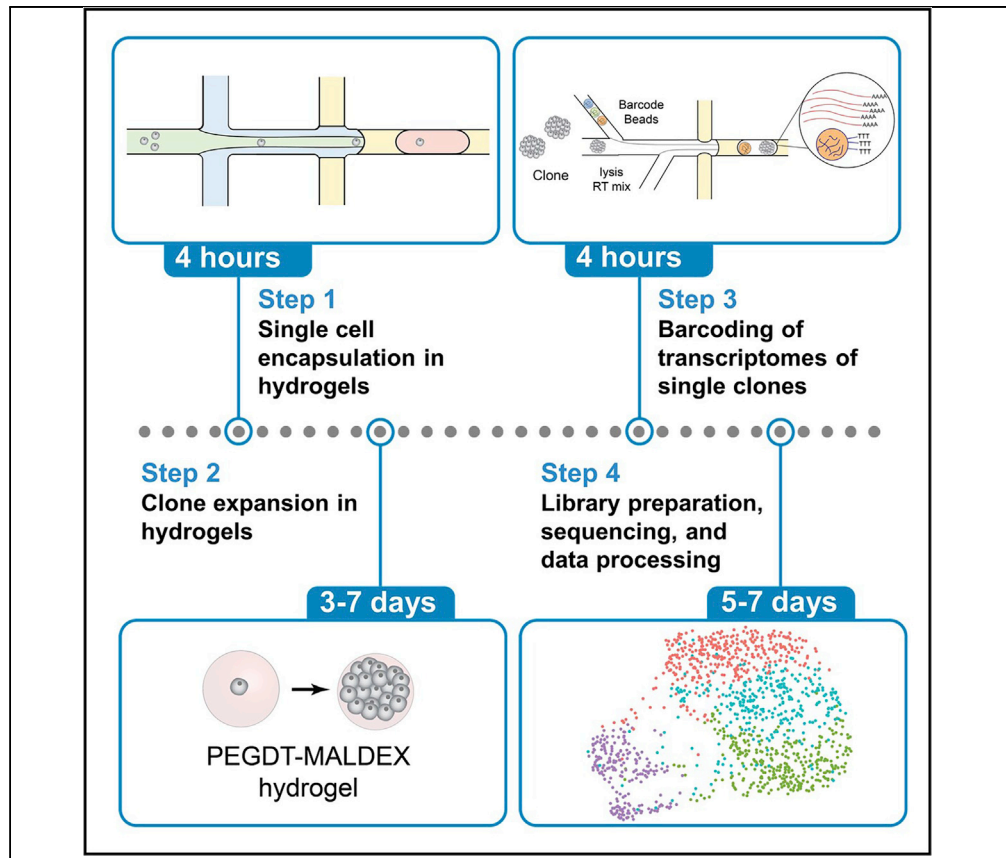 Barcode
Beads
Clone
lysis
RT mix
AAAA
AAAA
AAAA
AAAA
AAAA
TTT
TTT
TTT
4 hours
4 hours
Step 1
Single cell
encapsulation in
hydrogels
Step 3
Barcoding of
transcriptomes of
single clones
Step 2
Clone expansion in
hydrogels
Step 4
Library preparation,
sequencing, and
data processing
3-7 days
5-7 days
PEGDT-MALDEX
hydrogel